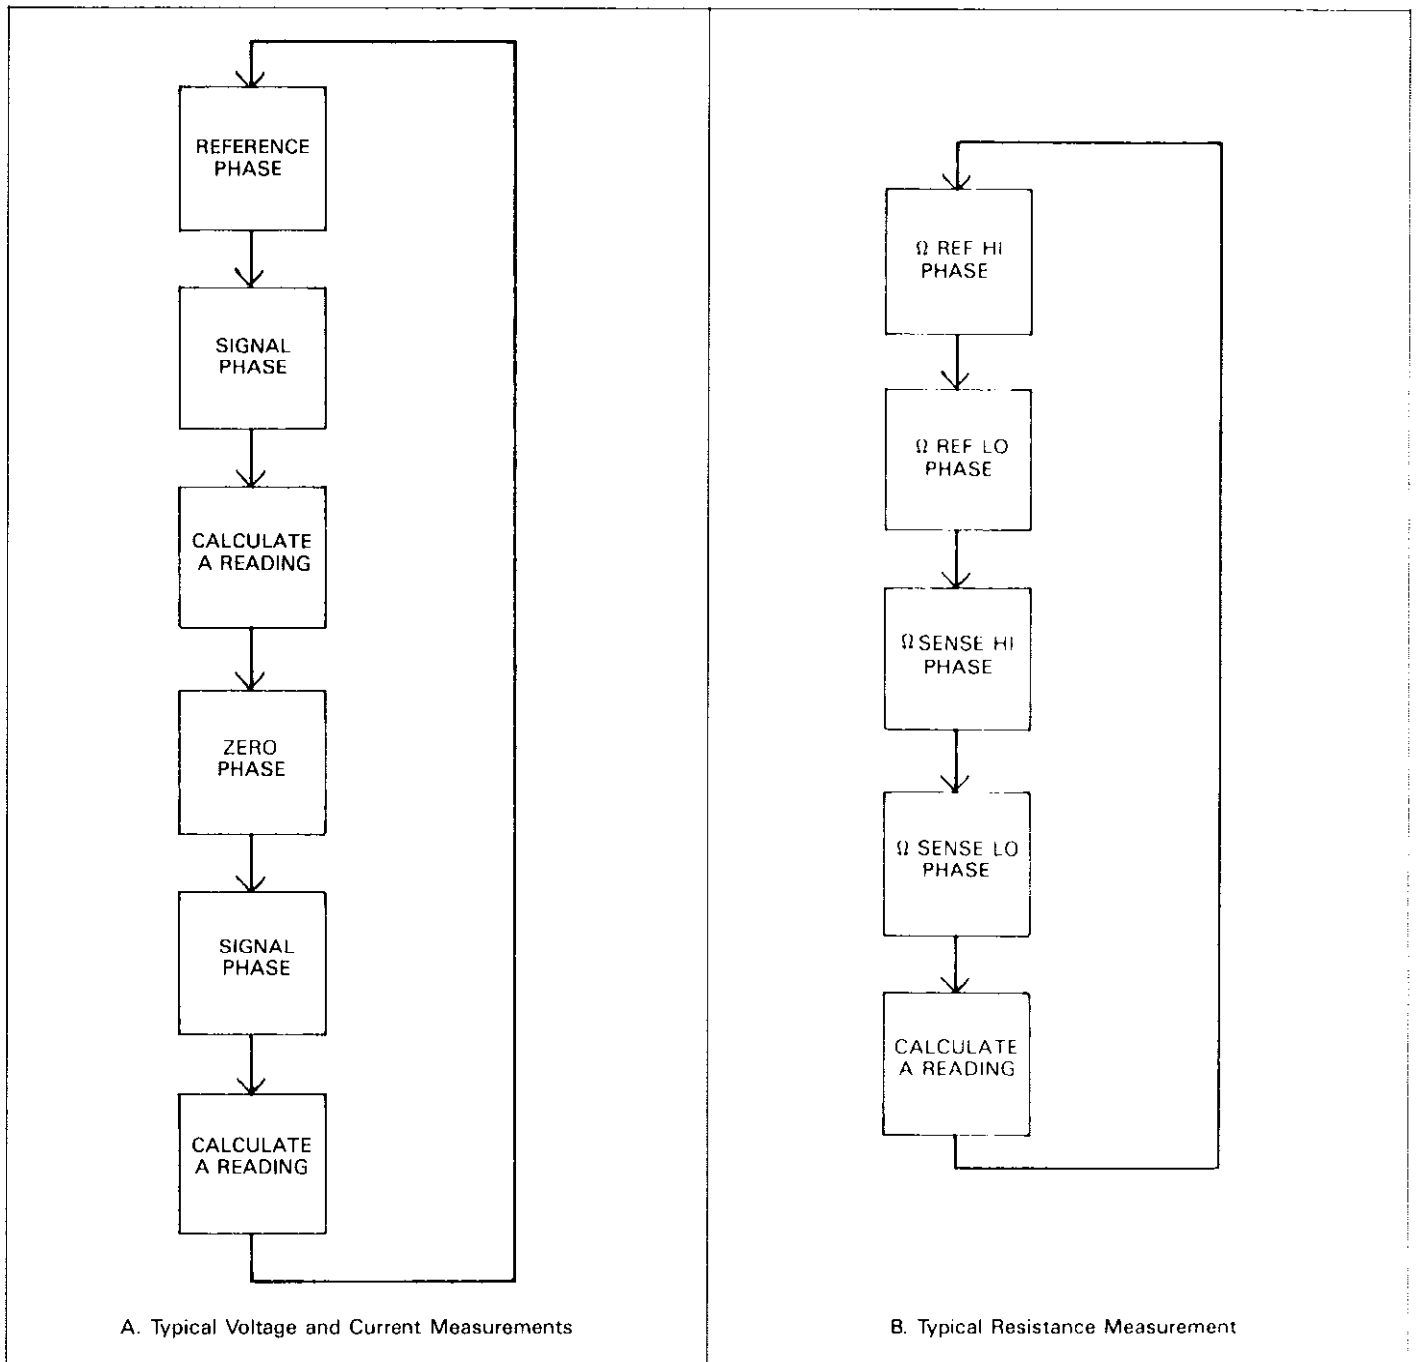 REFERENCE
PHASE
SIGNAL
PHASE
CALCULATE
A READING
ZERO
PHASE
SIGNAL
PHASE
CALCULATE
A READING
A. Typical Voltage and Current Measurements
Ω REF HI
PHASE
Ω REF LO
PHASE
Ω SENSE HI
PHASE
Ω SENSE LO
PHASE
CALCULATE
A READING
B. Typical Resistance Measurement